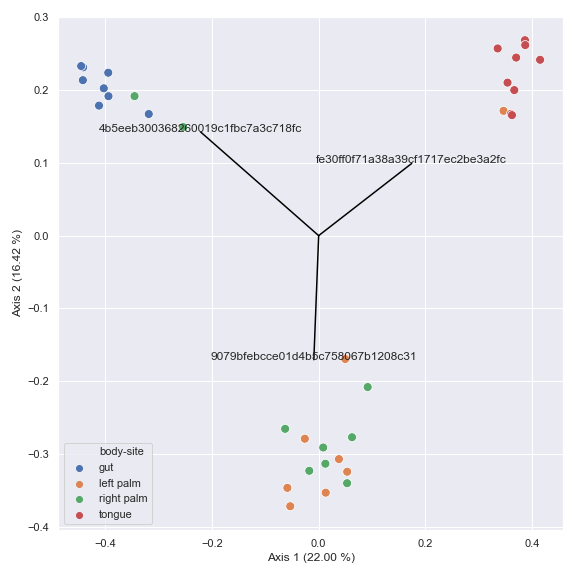 0.3
0.2
0.1
0.0
−0.1
−0.2
−0.3
−0.4
Axis 2 (16.42 %)
4b5eeb300368260019c1fbc7a3c718fc
fe30ff0f71a38a39cf1717ec2be3a2fc
9079bfebcce01d4b5c758067b1208c31
body-site
gut
left palm
right palm
tongue
−0.4
−0.2
0.0
0.2
0.4
Axis 1 (22.00 %)